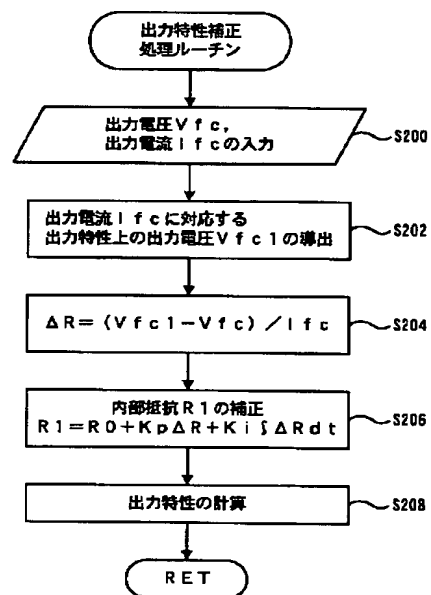 出力特性補正
処理ルーチン
出力電圧Vfc,
出力電流Ifcの入力
S200
出力電流Ifcに対応する
出力特性上の出力電圧Vfc1の導出
S202
ΔR=(Vfc1-Vfc)/Ifc
S204
内部抵抗R1の補正
R1=R0+KpΔR+Ki∫ΔRdt
S206
出力特性の計算
S208
RET